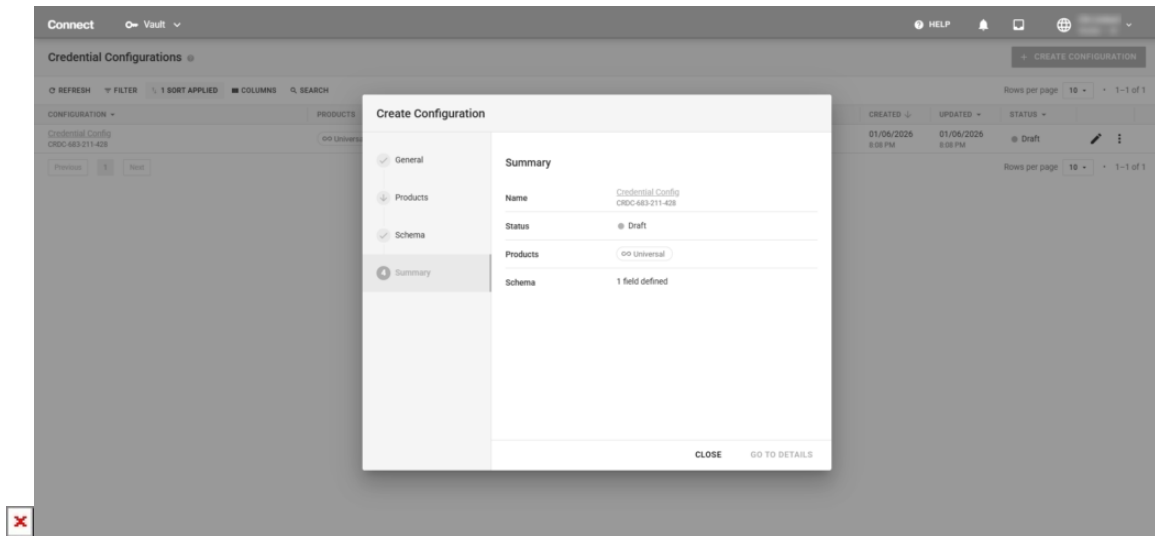 Connect Vault HELP
Credential Configurations + CREATE CONFIGURATION
REFRESH FILTER 1 SORT APPLIED COLUMNS SEARCH Rows per page 10 • 1–1 of 1
CONFIGURATION PRODUCTS CREATED UPDATED STATUS
Credential Config Universal 01/06/2026 01/06/2026 Draft
CRDC-683-211-428 8:08 PM 8:08 PM
Previous 1 Next Rows per page 10 • 1–1 of 1
Create Configuration
General
Products
Schema
4 Summary
Summary
Name Credential Config
CRDC-683-211-428
Status Draft
Products Universal
Schema 1 field defined
CLOSE GO TO DETAILS